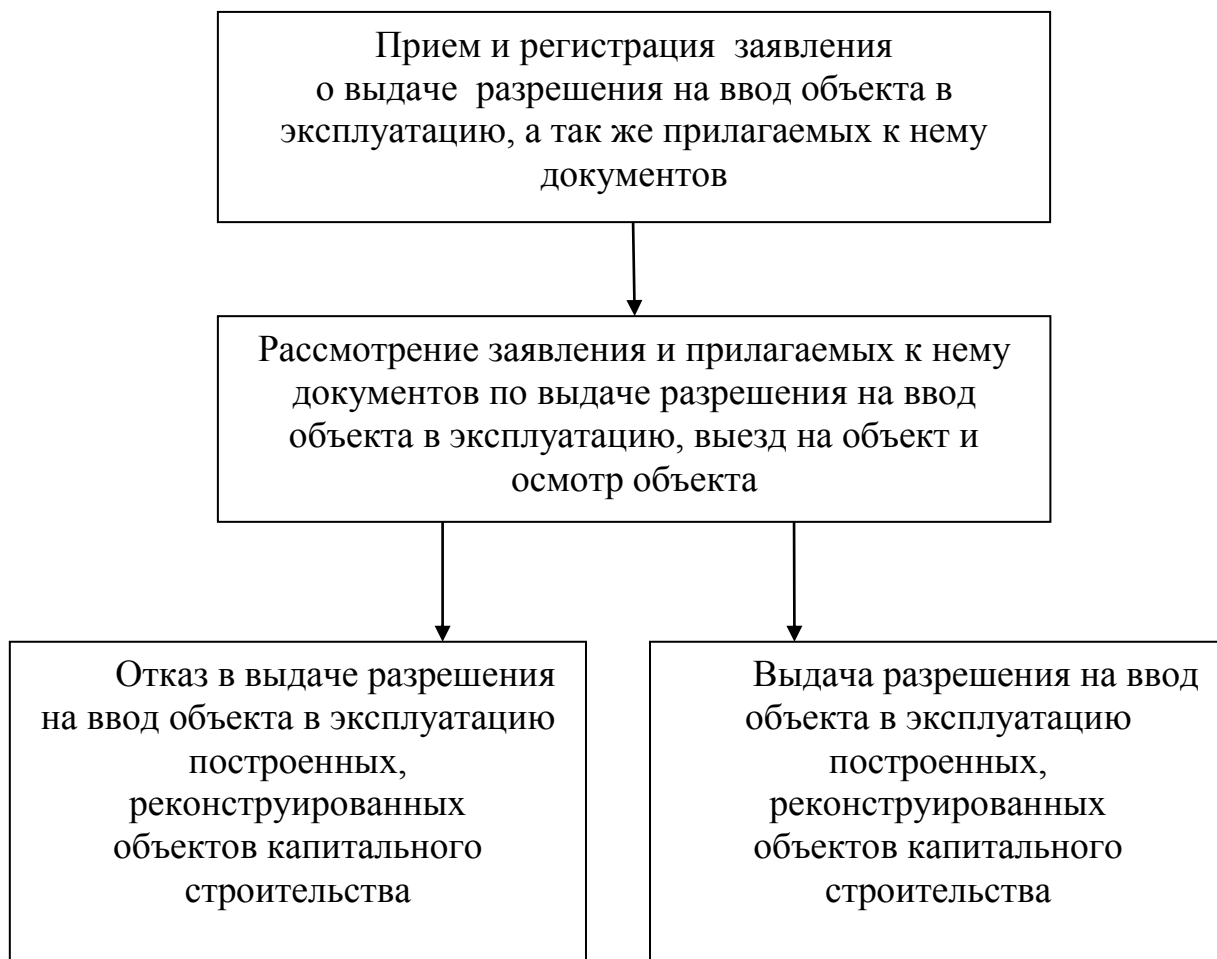 Прием и регистрация  заявления
о выдаче  разрешения на ввод объекта в
эксплуатацию, а так же прилагаемых к нему
документов
Рассмотрение заявления и прилагаемых к нему
документов по выдаче разрешения на ввод
объекта в эксплуатацию, выезд на объект и
осмотр объекта
Отказ в выдаче разрешения
на ввод объекта в эксплуатацию
построенных,
реконструированных
объектов капитального
строительства
Выдача разрешения на ввод
объекта в эксплуатацию
построенных,
реконструированных
объектов капитального
строительства